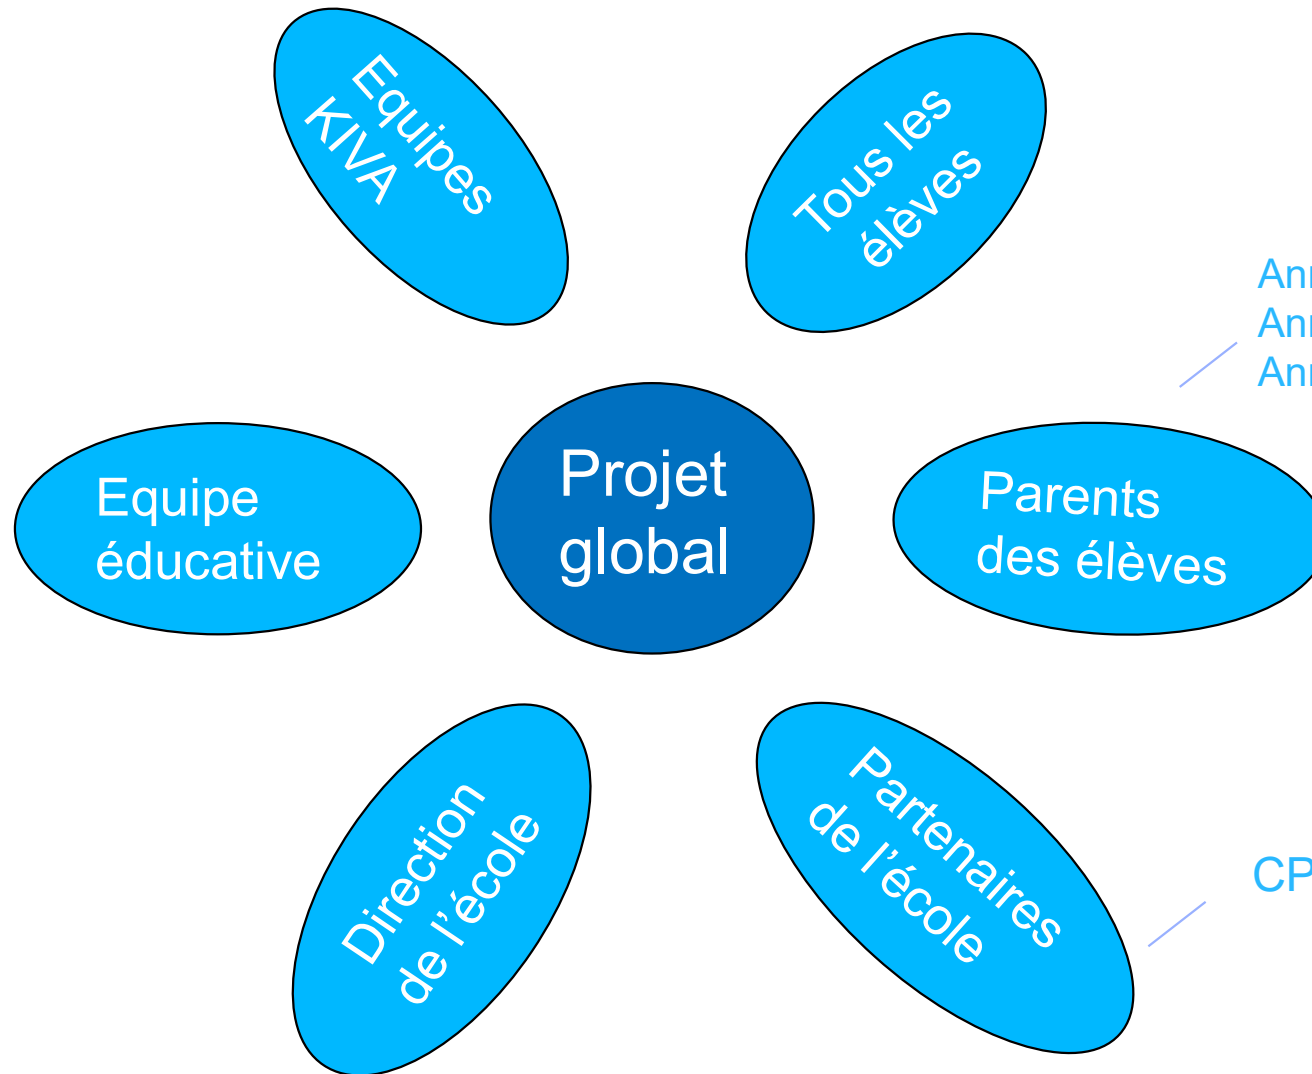 Equipes
KIVA
Tous les
élèves
Equipe
éducative
Projet
global
Parents
des élèves
Direction
de l'école
Partenaires
de l'école